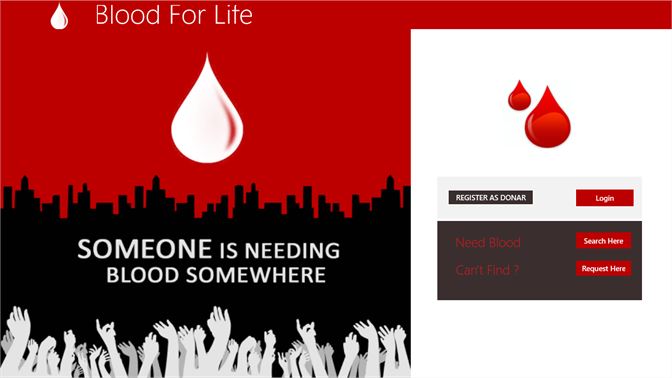 Blood For Life
SOMEONE IS NEEDING
BLOOD SOMEWHERE
REGISTER AS DONAR
Login
Need Blood
Search Here
Can't Find ?
Request Here